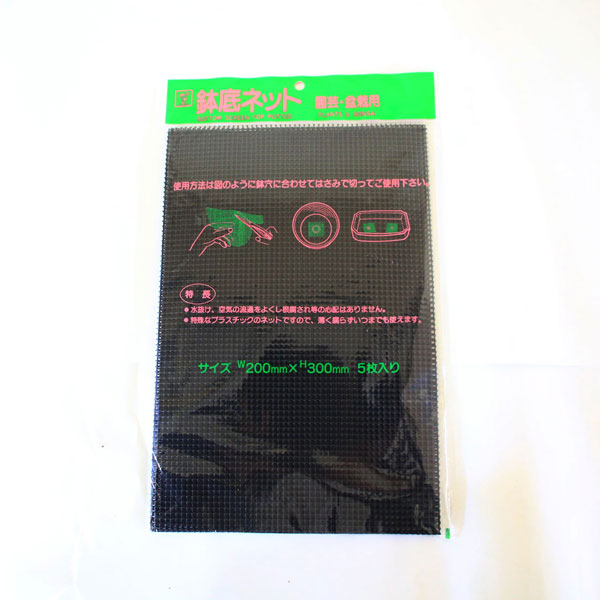 鉢底ネット 園芸・盆栽用
使用方法は図のように鉢穴に合わせてはさみで切ってご使用下さい。
特長
●水抜け、空気の流通をよくし根腐され等の心配はありません。
●特殊なプラスチックのネットですので、薄く腐らずいつまでも使えます。
サイズ W200mm×H300mm 5枚入り